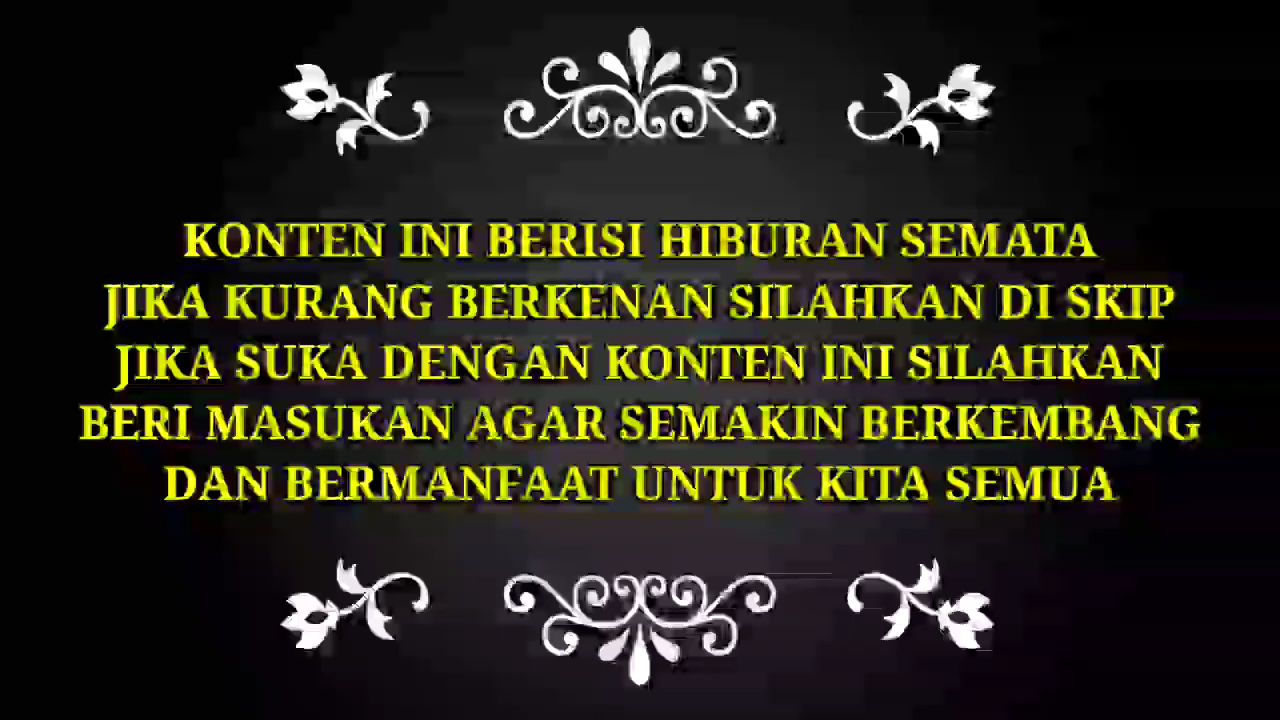 KONTEN INI BERISI HIBURAN SEMATA
JIKA KURANG BERKENAN SILAHKAN DI SKIP
JIKA SUKA DENGAN KONTEN INI SILAHKAN
BERI MASUKAN AGAR SEMAKIN BERKEMBANG
DAN BERMANFAAT UNTUK KITA SEMUA